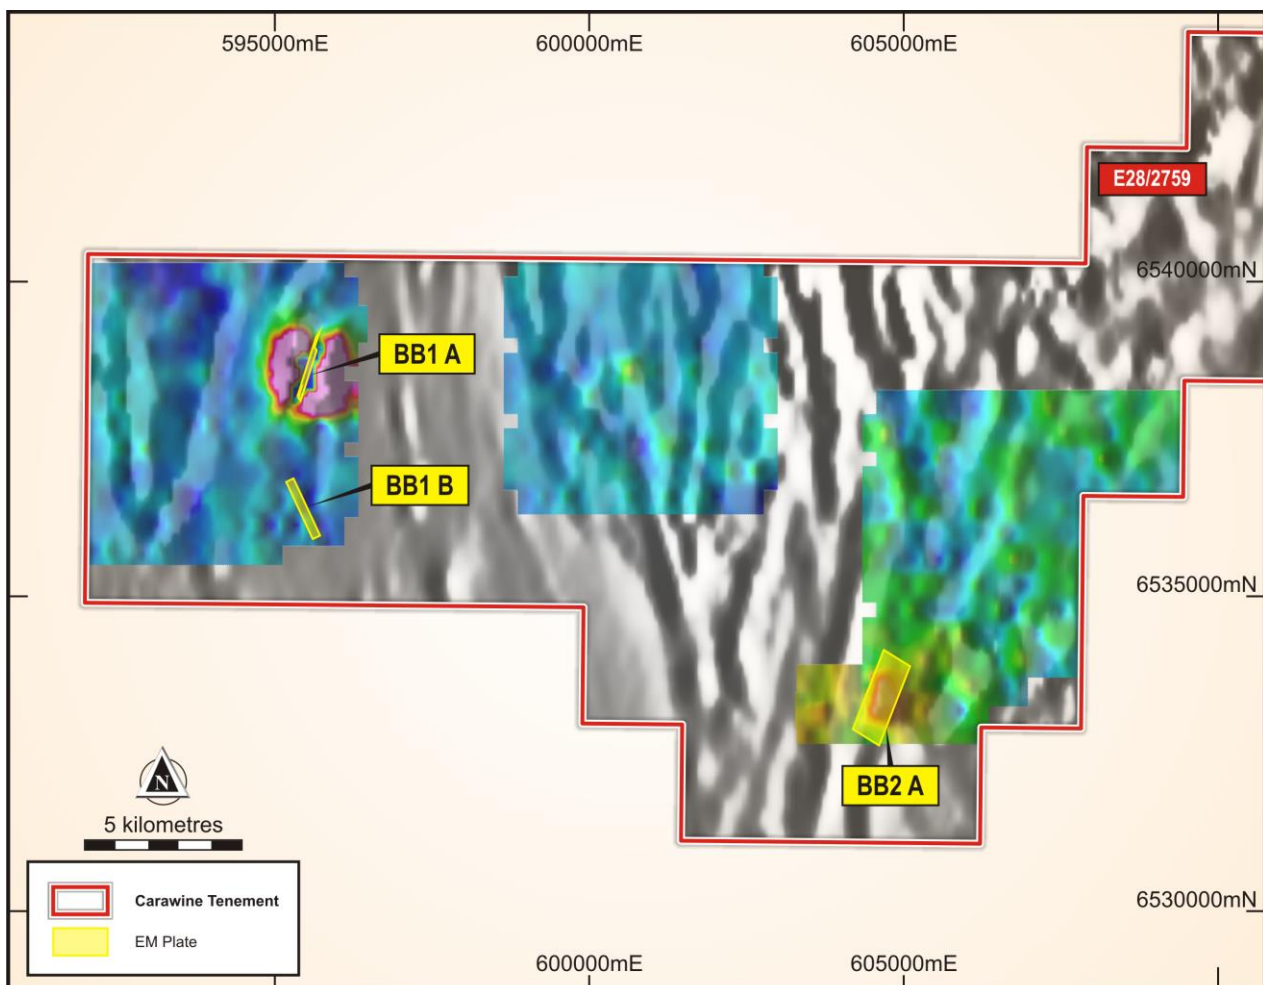 595000mE
600000mE
605000mE
E28/2759
6540000mN
BB1 A
BB1 B
6535000mN
BB2 A
N
5 kilometres
Carawine Tenement
EM Plate
6530000mN
600000mE
605000mE